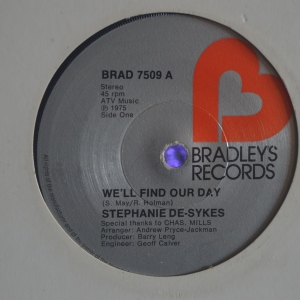 BRAD 7509 A
Stereo
45 rpm
ATV Music
℗ 1975
Side One
BRADLEY'S
RECORDS
WE'LL FIND OUR DAY
(S. May/R. Holman)
STEPHANIE DE-SYKES
Special thanks to CHAS. MILLS
Arranger: Andrew Pryce-Jackman
Producer: Barry Leng
Engineer: Geoff Calver